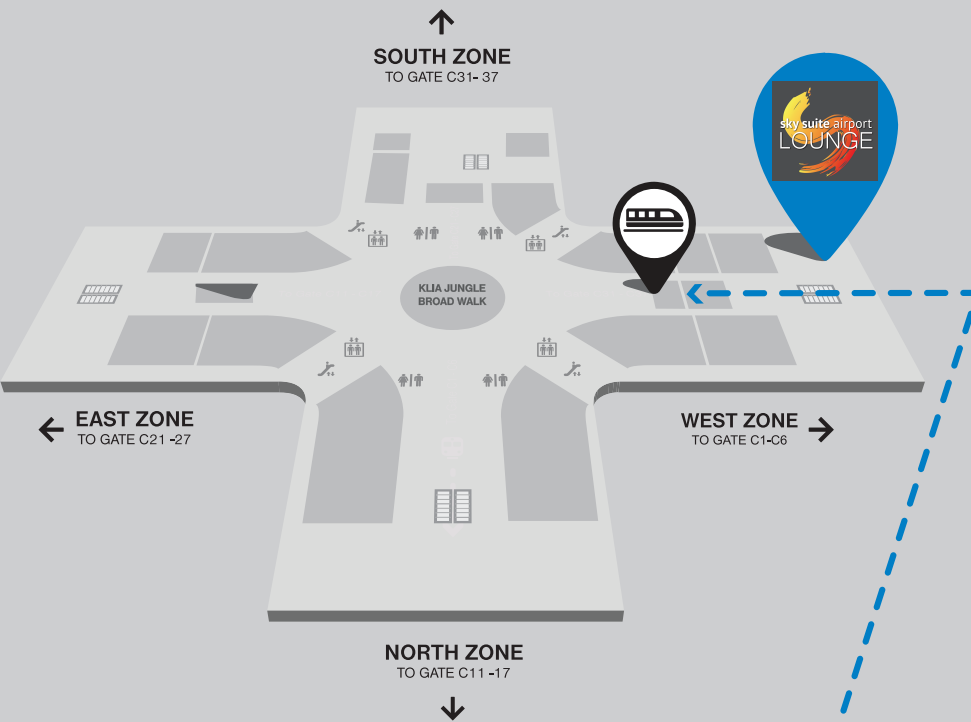 SOUTH ZONE
TO GATE C31- 37
sky suite airport
LOUNGE
KLIA JUNGLE
BROAD WALK
EAST ZONE
TO GATE C21 -27
WEST ZONE
TO GATE C1-C6
NORTH ZONE
TO GATE C11 -17